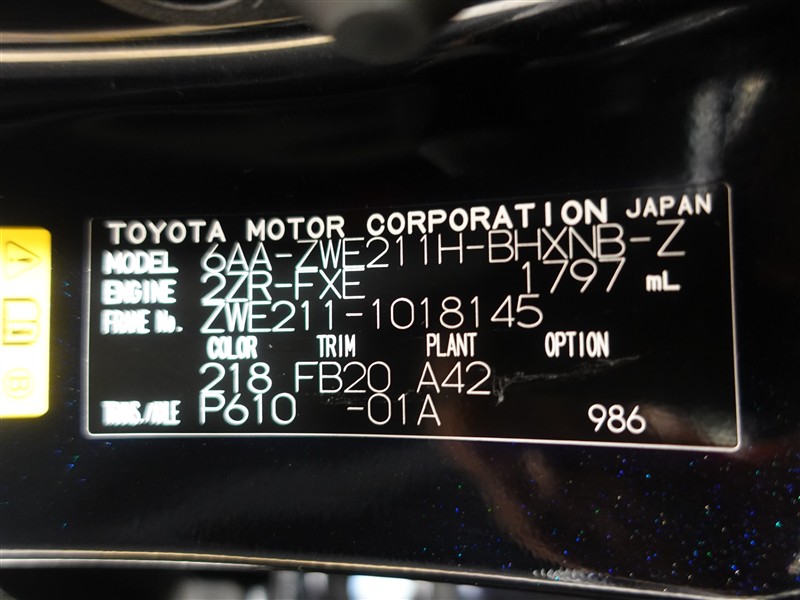 TOYOTA MOTOR CORPORATION JAPAN
MODEL 6AA-ZWE211H-BHXNB-Z
ENGINE 2ZR-FXE 1797 mL
FRAME No. ZWE211-1018145
COLOR TRIM PLANT OPTION
218 FB20 A42
TRANS./AXLE P610 -01A 986